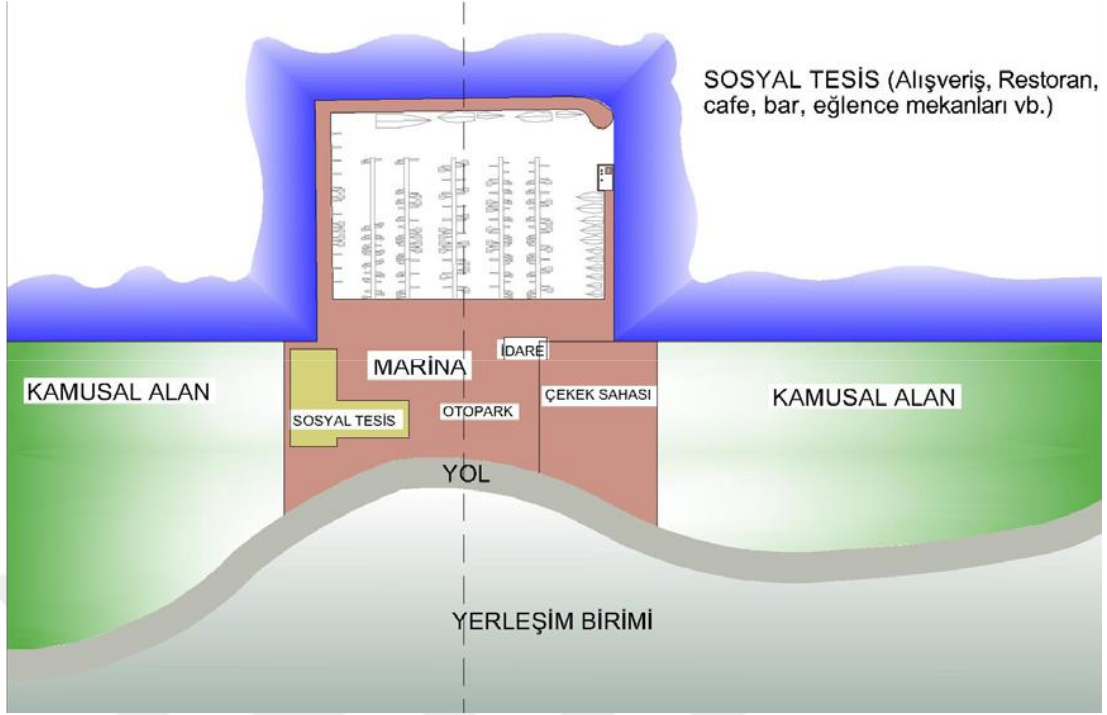 SOSYAL TESİS (Alışveriş, Restoran,
cafe, bar, eğlence mekanları vb.)
İDARE
MARİNA
KAMUSAL ALAN
ÇEKEK SAHASI
KAMUSAL ALAN
OTOPARK
SOSYAL TESİS
YOL
YERLEŞİM BİRİMİ